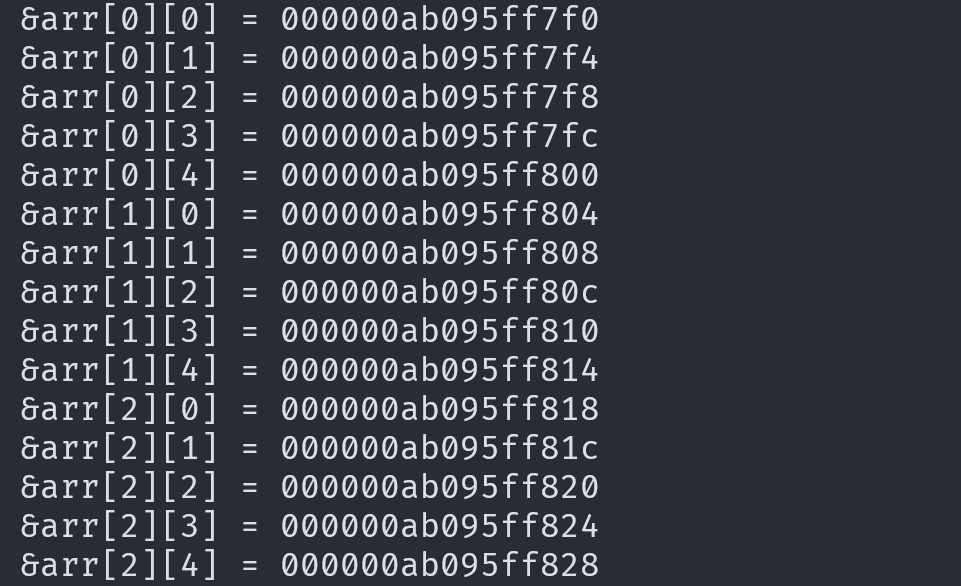 &arr[0][0] = 000000ab095ff7f0
&arr[0][1] = 000000ab095ff7f4
&arr[0][2] = 000000ab095ff7f8
&arr[0][3] = 000000ab095ff7fc
&arr[0][4] = 000000ab095ff800
&arr[1][0] = 000000ab095ff804
&arr[1][1] = 000000ab095ff808
&arr[1][2] = 000000ab095ff80c
&arr[1][3] = 000000ab095ff810
&arr[1][4] = 000000ab095ff814
&arr[2][0] = 000000ab095ff818
&arr[2][1] = 000000ab095ff81c
&arr[2][2] = 000000ab095ff820
&arr[2][3] = 000000ab095ff824
&arr[2][4] = 000000ab095ff828